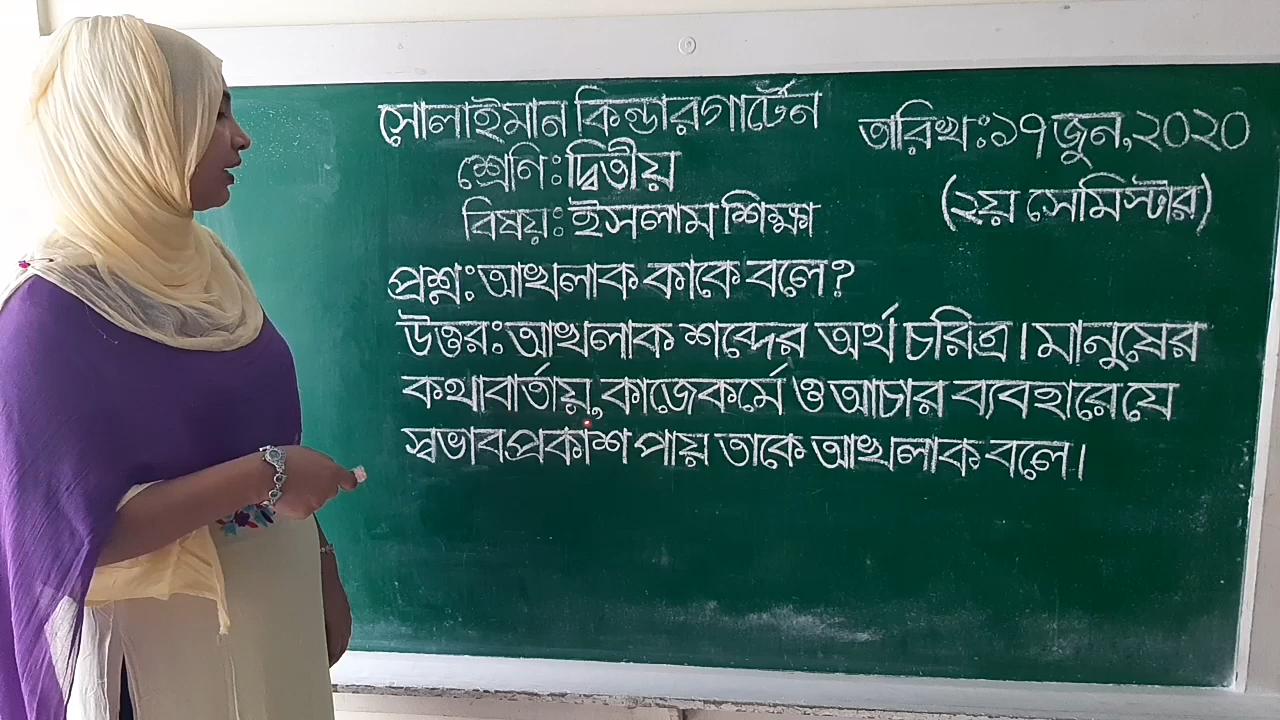 সোলাইমান কিন্ডারগার্টেন
তারিখঃ১৭ জুন,২০২০
শ্রেণিঃ দ্বিতীয়
(২য় সেমিস্টার)
বিষয়ঃ ইসলাম শিক্ষা
প্রশ্নঃ আখলাক কাকে বলে?
উত্তরঃ আখলাক শব্দের অর্থ চরিত্র। মানুষের
কথাবার্তায়, কাজেকর্মে ও আচার ব্যবহারে যে
স্বভাব প্রকাশ পায় তাকে আখলাক বলে।